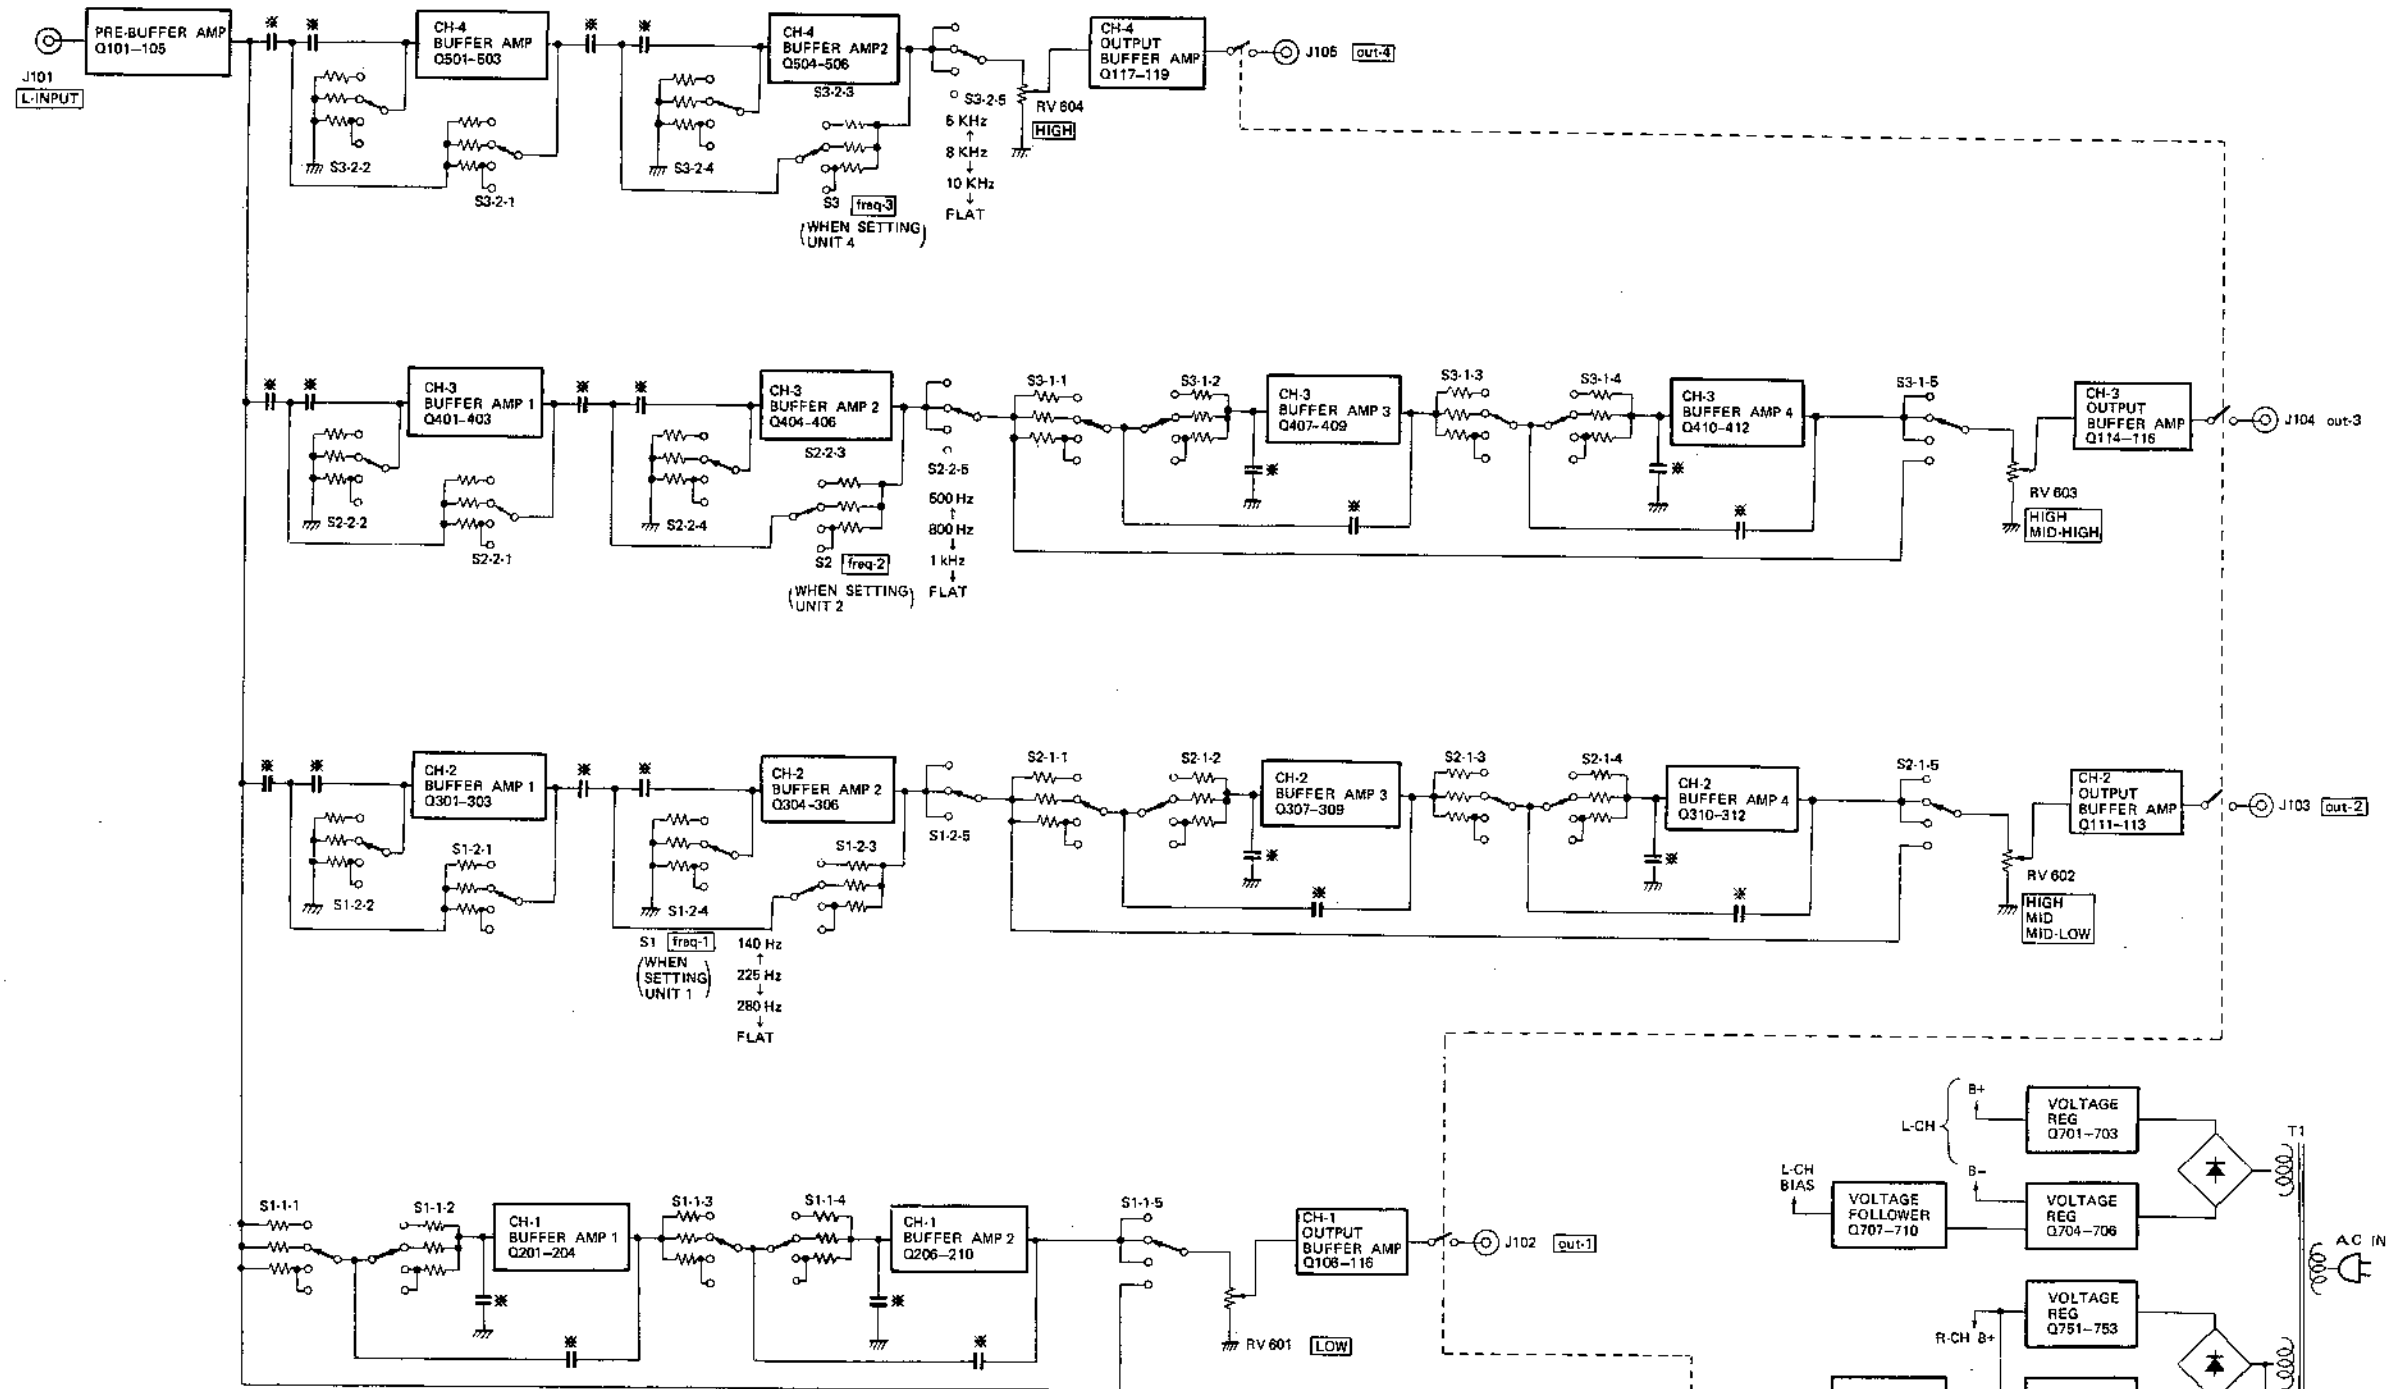 PRE-BUFFER AMP
Q101–105
J101
L-INPUT
※
※
CH-4
BUFFER AMP
Q501–503
※
※
CH-4
BUFFER AMP2
Q504–506
S3-2-3
S3-2-5
6 KHz
8 KHz
10 KHz
FLAT
RV 604
HIGH
CH-4
OUTPUT
BUFFER AMP
Q117–119
J105 out-4
S3-2-2
S3-2-1
S3-2-4
S3 freq-3
(WHEN SETTING
UNIT 4)
※
※
CH-3
BUFFER AMP 1
Q401–403
※
※
CH-3
BUFFER AMP 2
Q404–406
S2-2-3
S2-2-5
500 Hz
800 Hz
1 kHz
FLAT
S2-2-2
S2-2-1
S2-2-4
S2 freq-2
(WHEN SETTING
UNIT 2)
S3-1-1
S3-1-2
CH-3
BUFFER AMP 3
Q407–409
※
※
S3-1-3
S3-1-4
CH-3
BUFFER AMP 4
Q410–412
※
※
S3-1-5
CH-3
OUTPUT
BUFFER AMP
Q114–116
J104 out-3
RV 603
HIGH
MID-HIGH
※
※
CH-2
BUFFER AMP 1
Q301–303
※
※
CH-2
BUFFER AMP 2
Q304–306
S1-2-2
S1-2-1
S1-2-4
S1-2-3
S1-2-5
S1 freq-1
(WHEN
SETTING
UNIT 1)
140 Hz
225 Hz
280 Hz
FLAT
S2-1-1
S2-1-2
CH-2
BUFFER AMP 3
Q307–309
※
※
S2-1-3
S2-1-4
CH-2
BUFFER AMP 4
Q310–312
※
※
S2-1-5
CH-2
OUTPUT
BUFFER AMP
Q111–113
J103 out-2
RV 602
HIGH
MID
MID-LOW
S1-1-1
S1-1-2
CH-1
BUFFER AMP 1
Q201–204
※
※
S1-1-3
S1-1-4
CH-1
BUFFER AMP 2
Q206–210
※
※
S1-1-5
CH-1
OUTPUT
BUFFER AMP
Q106–116
J102 out-1
RV 601 LOW
L-CH
B+
B−
VOLTAGE
REG
Q701–703
T1
L-CH
BIAS
VOLTAGE
FOLLOWER
Q707–710
VOLTAGE
REG
Q704–706
AC IN
VOLTAGE
REG
Q751–753
R-CH B+